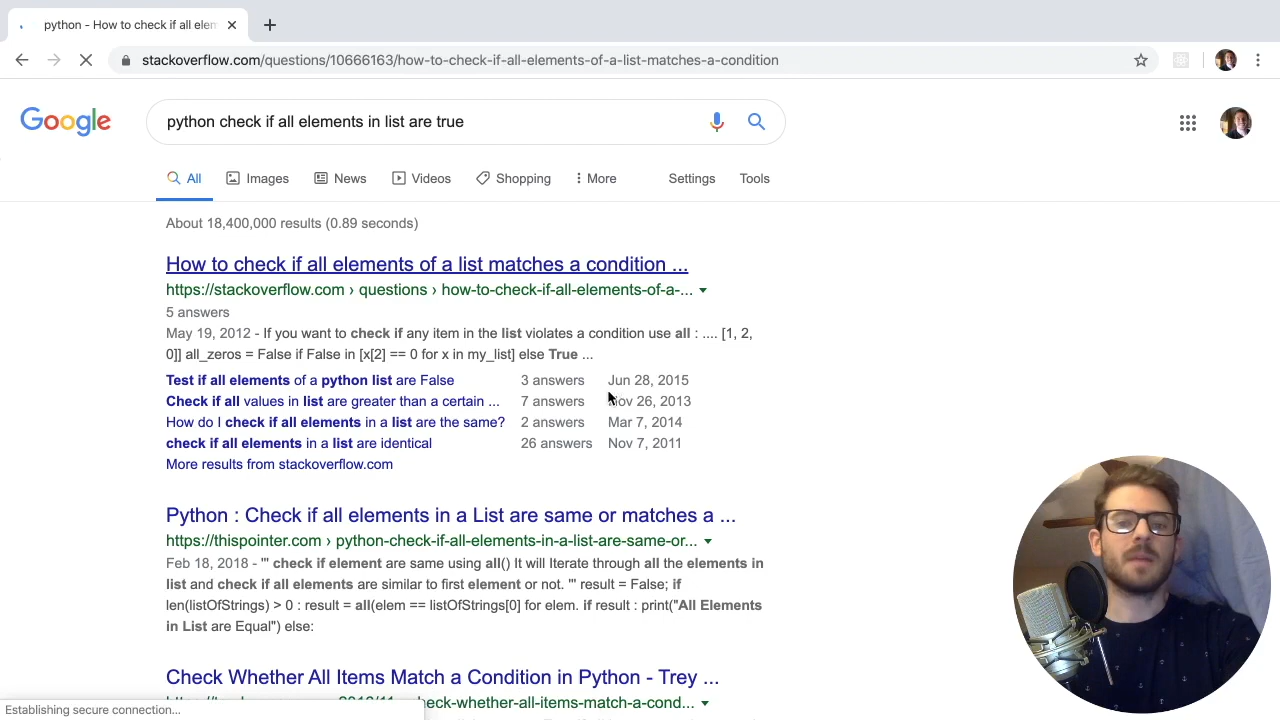 python - How to check if all elem
stackoverflow.com/questions/10666163/how-to-check-if-all-elements-of-a-list-matches-a-condition
Google
python check if all elements in list are true
All Images News Videos Shopping More Settings Tools
About 18,400,000 results (0.89 seconds)
How to check if all elements of a list matches a condition ...
https://stackoverflow.com › questions › how-to-check-if-all-elements-of-a-...
5 answers
May 19, 2012 - If you want to check if any item in the list violates a condition use all : .... [1, 2,
0]] all_zeros = False if False in [x[2] == 0 for x in my_list] else True ...
Test if all elements of a python list are False 3 answers Jun 28, 2015
Check if all values in list are greater than a certain ... 7 answers Nov 26, 2013
How do I check if all elements in a list are the same? 2 answers Mar 7, 2014
check if all elements in a list are identical 26 answers Nov 7, 2011
More results from stackoverflow.com
Python : Check if all elements in a List are same or matches a ...
https://thispointer.com › python-check-if-all-elements-in-a-list-are-same-or...
Feb 18, 2018 - ''' check if element are same using all() It will Iterate through all the elements in
list and check if all elements are similar to first element or not. ''' result = False; if
len(listOfStrings) > 0 : result = all(elem == listOfStrings[0] for elem. if result : print("All Elements
in List are Equal") else:
Check Whether All Items Match a Condition in Python - Trey ...
heck-whether-all-items-match-a-cond...
Establishing secure connection...